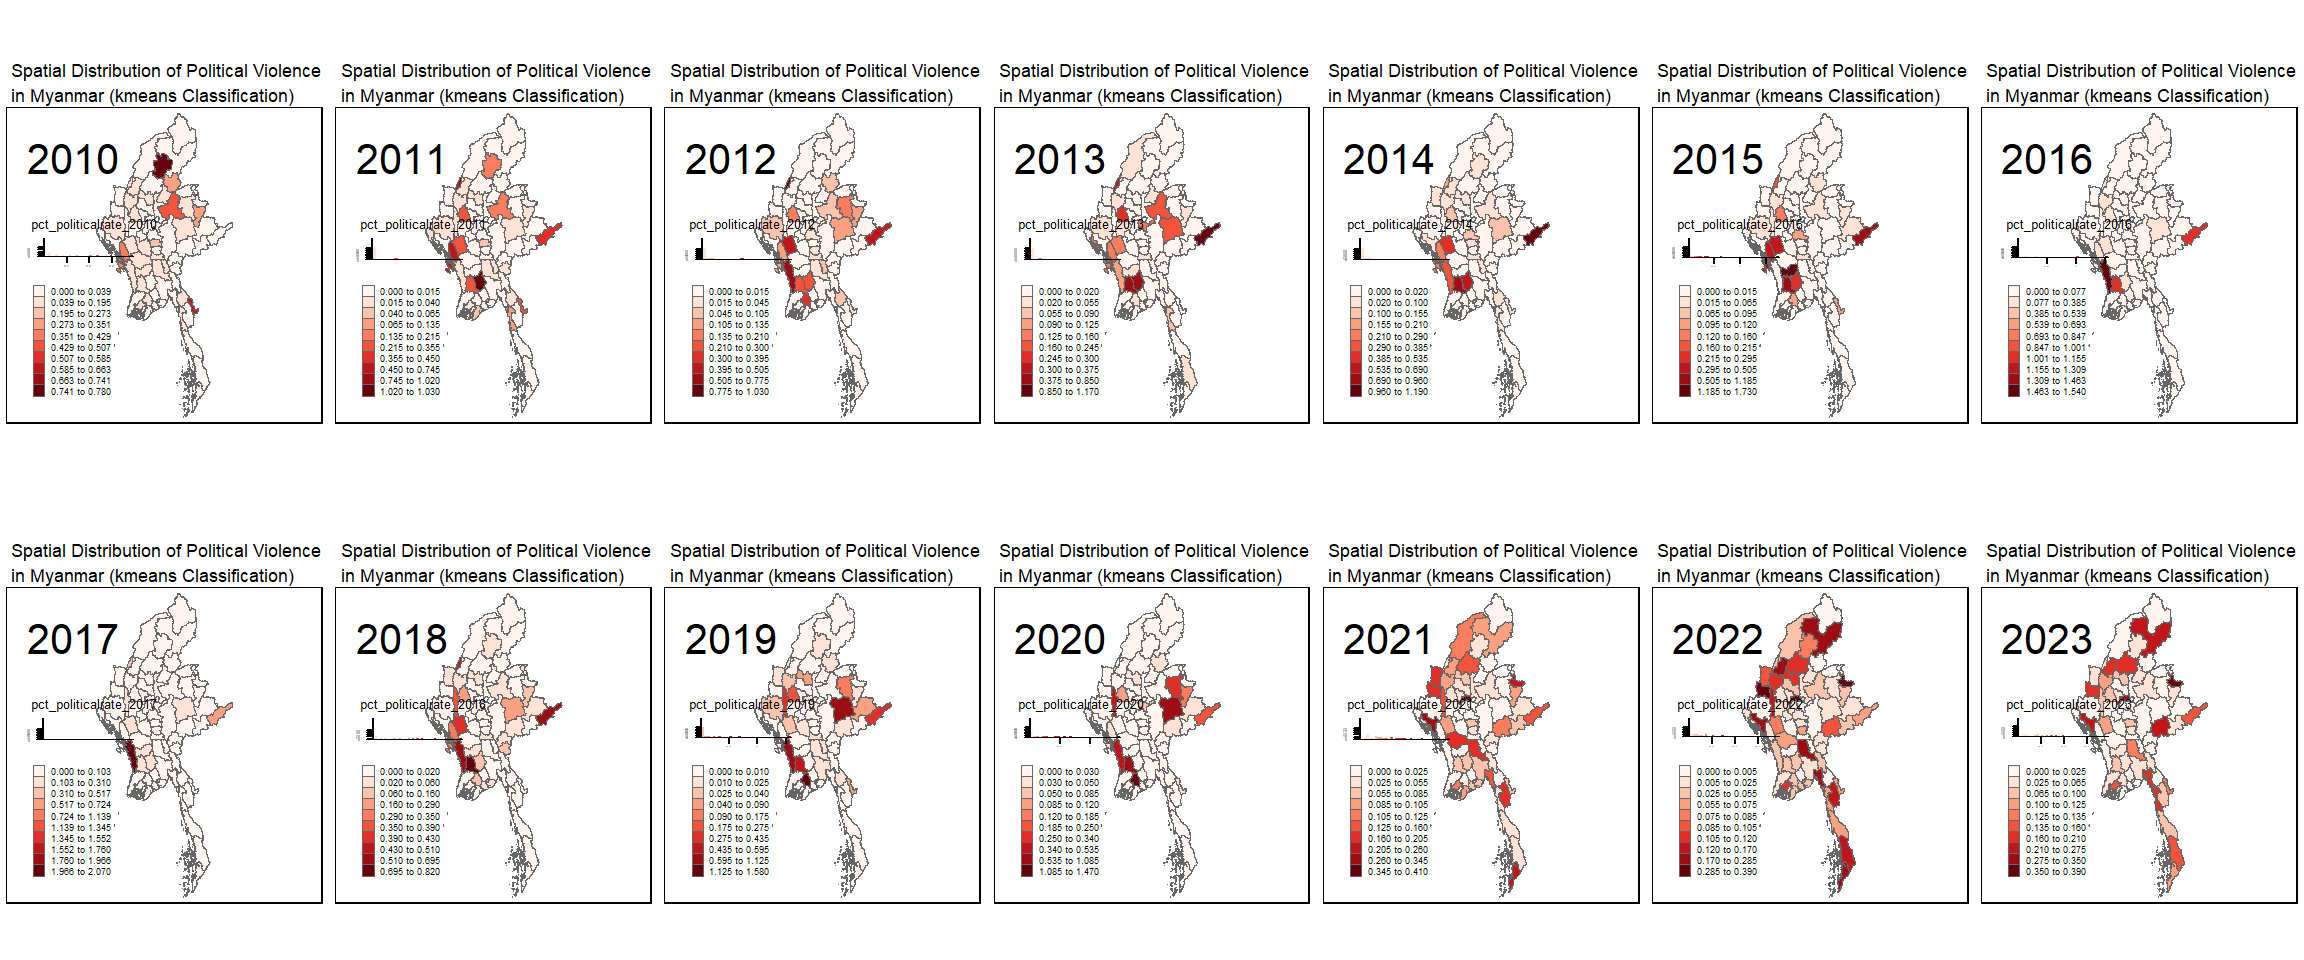 Spatial Distribution of Political Violence
in Myanmar (kmeans Classification)
2010
pct_politicalrate_2010
0.000 to 0.039
0.039 to 0.195
0.195 to 0.273
0.273 to 0.351
0.351 to 0.429
0.429 to 0.507
0.507 to 0.585
0.585 to 0.663
0.663 to 0.741
0.741 to 0.780
Spatial Distribution of Political Violence
in Myanmar (kmeans Classification)
2011
pct_politicalrate_2011
0.000 to 0.015
0.015 to 0.040
0.040 to 0.065
0.065 to 0.135
0.135 to 0.215
0.215 to 0.355
0.355 to 0.450
0.450 to 0.745
0.745 to 1.020
1.020 to 1.030
Spatial Distribution of Political Violence
in Myanmar (kmeans Classification)
2012
pct_politicalrate_2012
0.000 to 0.015
0.015 to 0.045
0.045 to 0.105
0.105 to 0.135
0.135 to 0.210
0.210 to 0.300
0.300 to 0.395
0.395 to 0.505
0.505 to 0.775
0.775 to 1.030
Spatial Distribution of Political Violence
in Myanmar (kmeans Classification)
2013
pct_politicalrate_2013
0.000 to 0.020
0.020 to 0.055
0.055 to 0.090
0.090 to 0.125
0.125 to 0.160
0.160 to 0.245
0.245 to 0.300
0.300 to 0.375
0.375 to 0.850
0.850 to 1.170
Spatial Distribution of Political Violence
in Myanmar (kmeans Classification)
2014
pct_politicalrate_2014
0.000 to 0.020
0.020 to 0.100
0.100 to 0.155
0.155 to 0.210
0.210 to 0.290
0.290 to 0.385
0.385 to 0.535
0.535 to 0.690
0.690 to 0.960
0.960 to 1.190
Spatial Distribution of Political Violence
in Myanmar (kmeans Classification)
2015
pct_politicalrate_2015
0.000 to 0.015
0.015 to 0.065
0.065 to 0.095
0.095 to 0.120
0.120 to 0.160
0.160 to 0.215
0.215 to 0.295
0.295 to 0.505
0.505 to 1.185
1.185 to 1.730
Spatial Distribution of Political Violence
in Myanmar (kmeans Classification)
2016
pct_politicalrate_2016
0.000 to 0.077
0.077 to 0.385
0.385 to 0.539
0.539 to 0.693
0.693 to 0.847
0.847 to 1.001
1.001 to 1.155
1.155 to 1.309
1.309 to 1.463
1.463 to 1.540
Spatial Distribution of Political Violence
in Myanmar (kmeans Classification)
2017
pct_politicalrate_2017
0.000 to 0.103
0.103 to 0.310
0.310 to 0.517
0.517 to 0.724
0.724 to 1.139
1.139 to 1.345
1.345 to 1.552
1.552 to 1.760
1.760 to 1.966
1.966 to 2.070
Spatial Distribution of Political Violence
in Myanmar (kmeans Classification)
2018
pct_politicalrate_2018
0.000 to 0.020
0.020 to 0.060
0.060 to 0.160
0.160 to 0.290
0.290 to 0.350
0.350 to 0.390
0.390 to 0.430
0.430 to 0.510
0.510 to 0.695
0.695 to 0.820
Spatial Distribution of Political Violence
in Myanmar (kmeans Classification)
2019
pct_politicalrate_2019
0.000 to 0.010
0.010 to 0.025
0.025 to 0.040
0.040 to 0.090
0.090 to 0.175
0.175 to 0.275
0.275 to 0.435
0.435 to 0.595
0.595 to 1.125
1.125 to 1.580
Spatial Distribution of Political Violence
in Myanmar (kmeans Classification)
2020
pct_politicalrate_2020
0.000 to 0.030
0.030 to 0.050
0.050 to 0.085
0.085 to 0.120
0.120 to 0.185
0.185 to 0.250
0.250 to 0.340
0.340 to 0.535
0.535 to 1.085
1.085 to 1.470
Spatial Distribution of Political Violence
in Myanmar (kmeans Classification)
2021
pct_politicalrate_2021
0.000 to 0.025
0.025 to 0.055
0.055 to 0.085
0.085 to 0.105
0.105 to 0.125
0.125 to 0.160
0.160 to 0.205
0.205 to 0.260
0.260 to 0.345
0.345 to 0.410
Spatial Distribution of Political Violence
in Myanmar (kmeans Classification)
2022
pct_politicalrate_2022
0.000 to 0.005
0.005 to 0.025
0.025 to 0.055
0.055 to 0.075
0.075 to 0.085
0.085 to 0.105
0.105 to 0.120
0.120 to 0.170
0.170 to 0.285
0.285 to 0.390
Spatial Distribution of Political Violence
in Myanmar (kmeans Classification)
2023
pct_politicalrate_2023
0.000 to 0.025
0.025 to 0.065
0.065 to 0.100
0.100 to 0.125
0.125 to 0.135
0.135 to 0.160
0.160 to 0.210
0.210 to 0.275
0.275 to 0.350
0.350 to 0.390